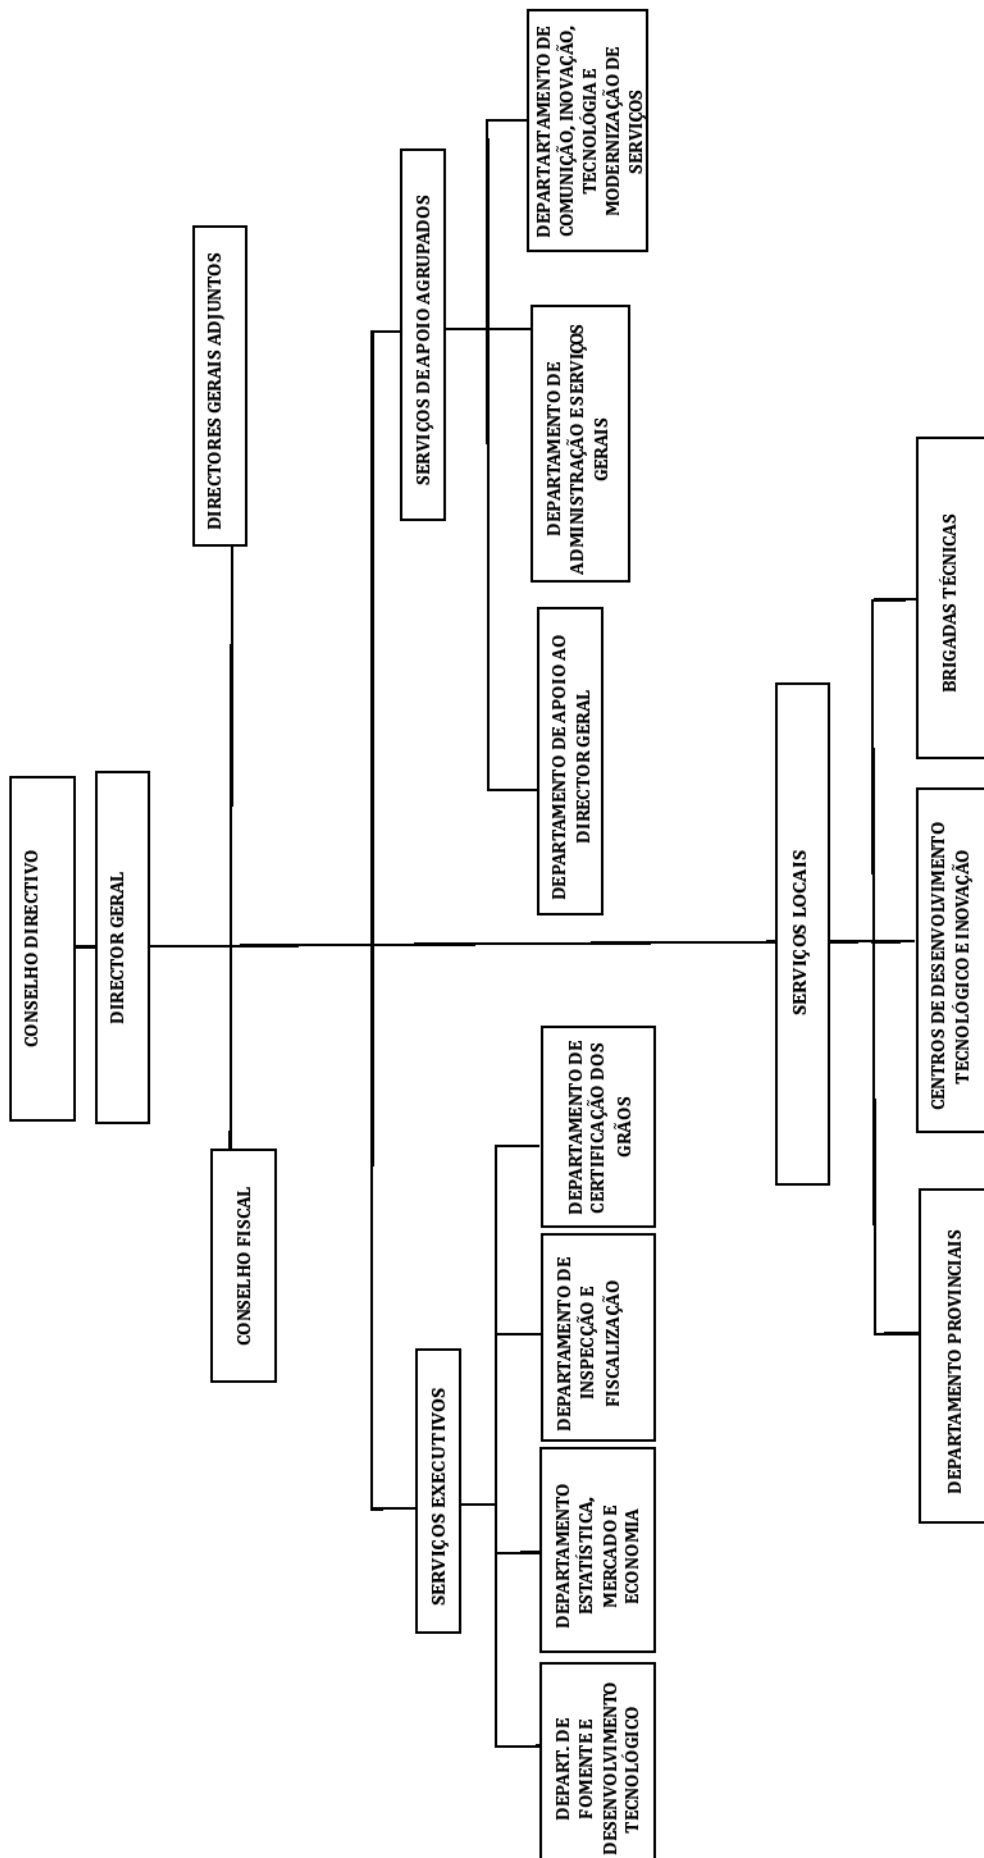 CONSELHO DIRECTIVO
DIRECTOR GERAL
CONSELHO FISCAL
DIRECTORES GERAIS ADJUNTOS
SERVIÇOS EXECUTIVOS
SERVIÇOS DE APOIO AGRUPADOS
DEPART. DE
FOMENTE E
DESENVOLVIMENTO
TECNOLÓGICO
DEPARTAMENTO
ESTATÍSTICA,
MERCADO E
ECONOMIA
DEPARTAMENTO DE
INSPECÇÃO E
FISCALIZAÇÃO
DEPARTAMENTO DE
CERTIFICAÇÃO DOS
GRÃOS
DEPARTAMENTO DE APOIO AO
DIRECTOR GERAL
DEPARTAMENTO DE
ADMINISTRAÇÃO E SERVIÇOS
GERAIS
DEPARTARTAMENTO DE
COMUNIÇÃO, INOVAÇÃO,
TECNOLÓGIA E
MODERNIZAÇÃO DE
SERVIÇOS
SERVIÇOS LOCAIS
DEPARTAMENTO PROVINCIAIS
CENTROS DE DESENVOLVIMENTO
TECNOLÓGICO E INOVAÇÃO
BRIGADAS TÉCNICAS